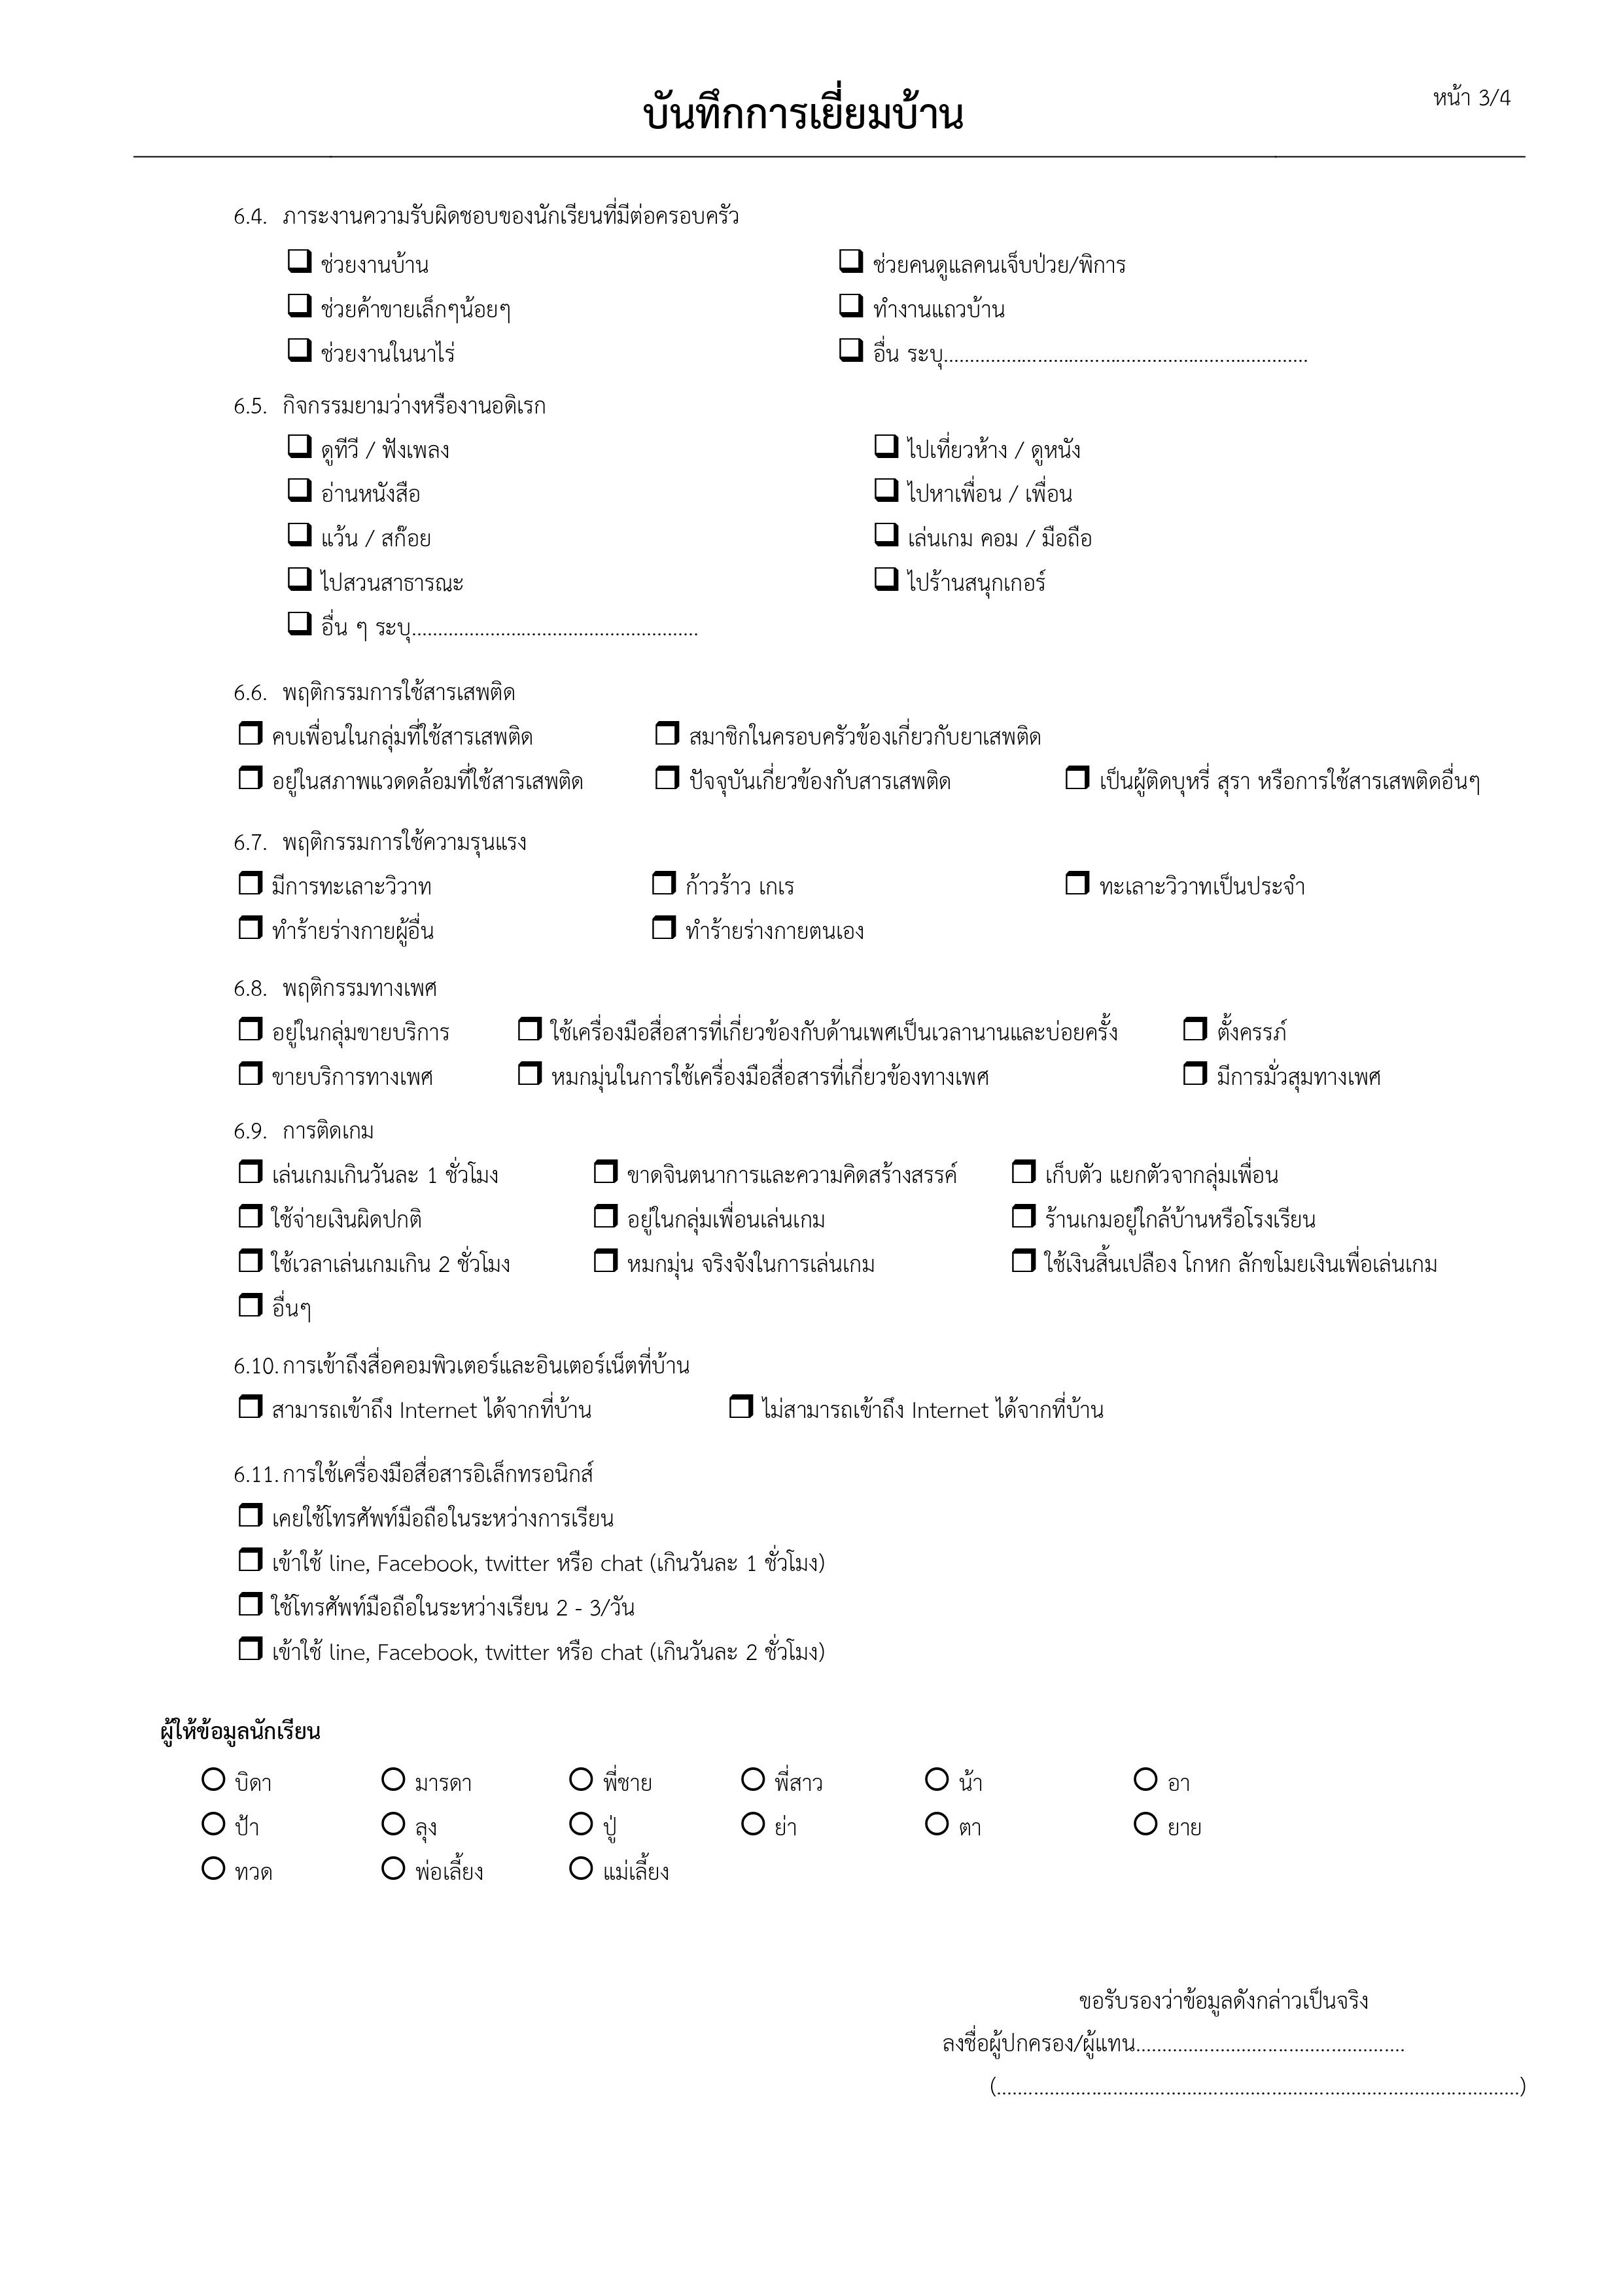 หน้า 3/4
บันทึกการเยี่ยมบ้าน
6.4. ภาระงานความรับผิดชอบของนักเรียนที่มีต่อครอบครัว
❑ ช่วยงานบ้าน ❑ ช่วยคนดูแลคนเจ็บป่วย/พิการ
❑ ช่วยค้าขายเล็กๆน้อยๆ ❑ ทำงานแถวบ้าน
❑ ช่วยงานในนาไร่ ❑ อื่น ระบุ......................................................................
6.5. กิจกรรมยามว่างหรืองานอดิเรก
❑ ดูทีวี / ฟังเพลง ❑ ไปเที่ยวห้าง / ดูหนัง
❑ อ่านหนังสือ ❑ ไปหาเพื่อน / เพื่อน
❑ แว้น / สก๊อย ❑ เล่นเกม คอม / มือถือ
❑ ไปสวนสาธารณะ ❑ ไปร้านสนุกเกอร์
❑ อื่น ๆ ระบุ.......................................................
6.6. พฤติกรรมการใช้สารเสพติด
❒ คบเพื่อนในกลุ่มที่ใช้สารเสพติด ❒ สมาชิกในครอบครัวข้องเกี่ยวกับยาเสพติด
❒ อยู่ในสภาพแวดดล้อมที่ใช้สารเสพติด ❒ ปัจจุบันเกี่ยวข้องกับสารเสพติด ❒ เป็นผู้ติดบุหรี่ สุรา หรือการใช้สารเสพติดอื่นๆ
6.7. พฤติกรรมการใช้ความรุนแรง
❒ มีการทะเลาะวิวาท ❒ ก้าวร้าว เกเร ❒ ทะเลาะวิวาทเป็นประจำ
❒ ทำร้ายร่างกายผู้อื่น ❒ ทำร้ายร่างกายตนเอง
6.8. พฤติกรรมทางเพศ
❒ อยู่ในกลุ่มขายบริการ ❒ ใช้เครื่องมือสื่อสารที่เกี่ยวข้องกับด้านเพศเป็นเวลานานและบ่อยครั้ง ❒ ตั้งครรภ์
❒ ขายบริการทางเพศ ❒ หมกมุ่นในการใช้เครื่องมือสื่อสารที่เกี่ยวข้องทางเพศ ❒ มีการมั่วสุมทางเพศ
6.9. การติดเกม
❒ เล่นเกมเกินวันละ 1 ชั่วโมง ❒ ขาดจินตนาการและความคิดสร้างสรรค์ ❒ เก็บตัว แยกตัวจากลุ่มเพื่อน
❒ ใช้จ่ายเงินผิดปกติ ❒ อยู่ในกลุ่มเพื่อนเล่นเกม ❒ ร้านเกมอยู่ใกล้บ้านหรือโรงเรียน
❒ ใช้เวลาเล่นเกมเกิน 2 ชั่วโมง ❒ หมกมุ่น จริงจังในการเล่นเกม ❒ ใช้เงินสิ้นเปลือง โกหก ลักขโมยเงินเพื่อเล่นเกม
❒ อื่นๆ
6.10. การเข้าถึงสื่อคอมพิวเตอร์และอินเตอร์เน็ตที่บ้าน
❒ สามารถเข้าถึง Internet ได้จากที่บ้าน ❒ ไม่สามารถเข้าถึง Internet ได้จากที่บ้าน
6.11. การใช้เครื่องมือสื่อสารอิเล็กทรอนิกส์
❒ เคยใช้โทรศัพท์มือถือในระหว่างการเรียน
❒ เข้าใช้ line, Facebook, twitter หรือ chat (เกินวันละ 1 ชั่วโมง)
❒ ใช้โทรศัพท์มือถือในระหว่างเรียน 2 - 3/วัน
❒ เข้าใช้ line, Facebook, twitter หรือ chat (เกินวันละ 2 ชั่วโมง)
ผู้ให้ข้อมูลนักเรียน
○ บิดา ○ มารดา ○ พี่ชาย ○ พี่สาว ○ น้า ○ อา
○ ป้า ○ ลุง ○ ปู่ ○ ย่า ○ ตา ○ ยาย
○ ทวด ○ พ่อเลี้ยง ○ แม่เลี้ยง
ขอรับรองว่าข้อมูลดังกล่าวเป็นจริง
ลงชื่อผู้ปกครอง/ผู้แทน...................................................
(....................................................................................................)